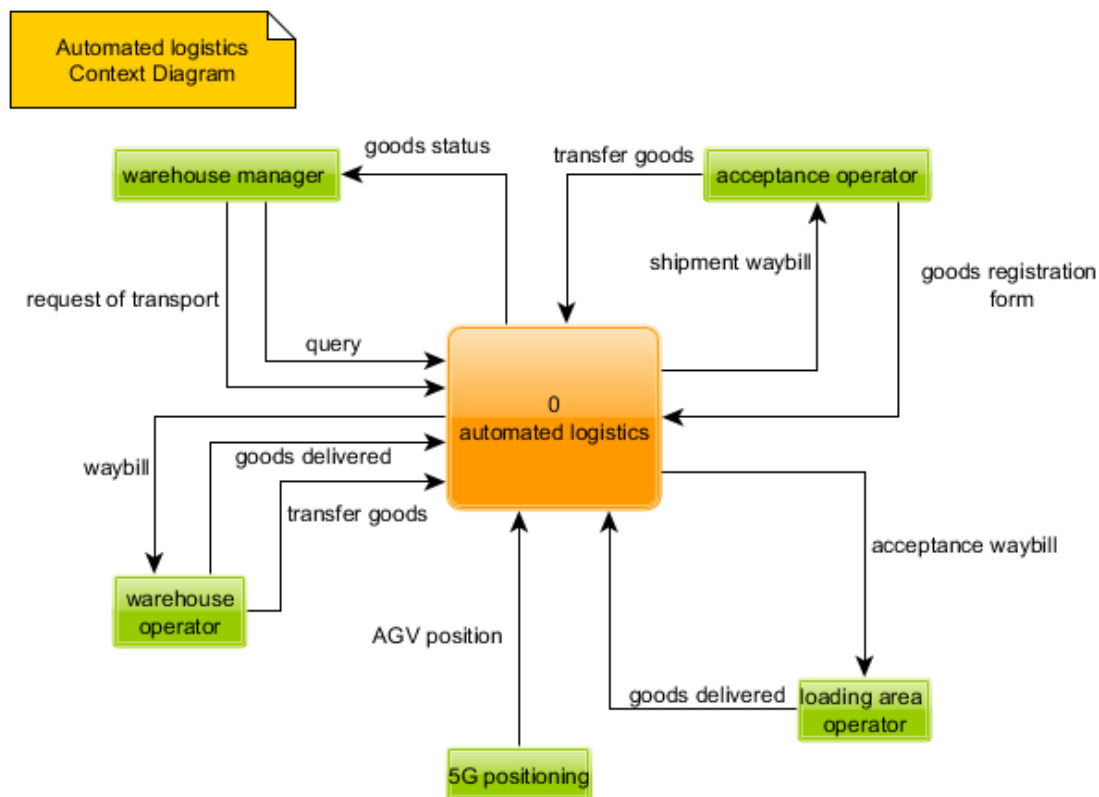 Automated logistics
Context Diagram
goods status
transfer goods
warehouse manager
acceptance operator
shipment waybill
goods registration
form
request of transport
query
0
automated logistics
waybill
goods delivered
transfer goods
acceptance waybill
warehouse
operator
AGV position
goods delivered
loading area
operator
5G positioning